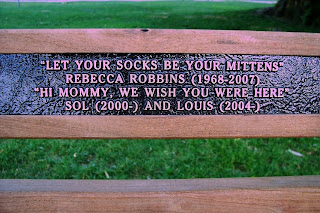 "LET YOUR SOCKS BE YOUR MITTENS"
REBECCA ROBBINS (1968-2007)
"HI MOMMY, WE WISH YOU WERE HERE"
SOL (2000-) AND LOUIS (2004-)